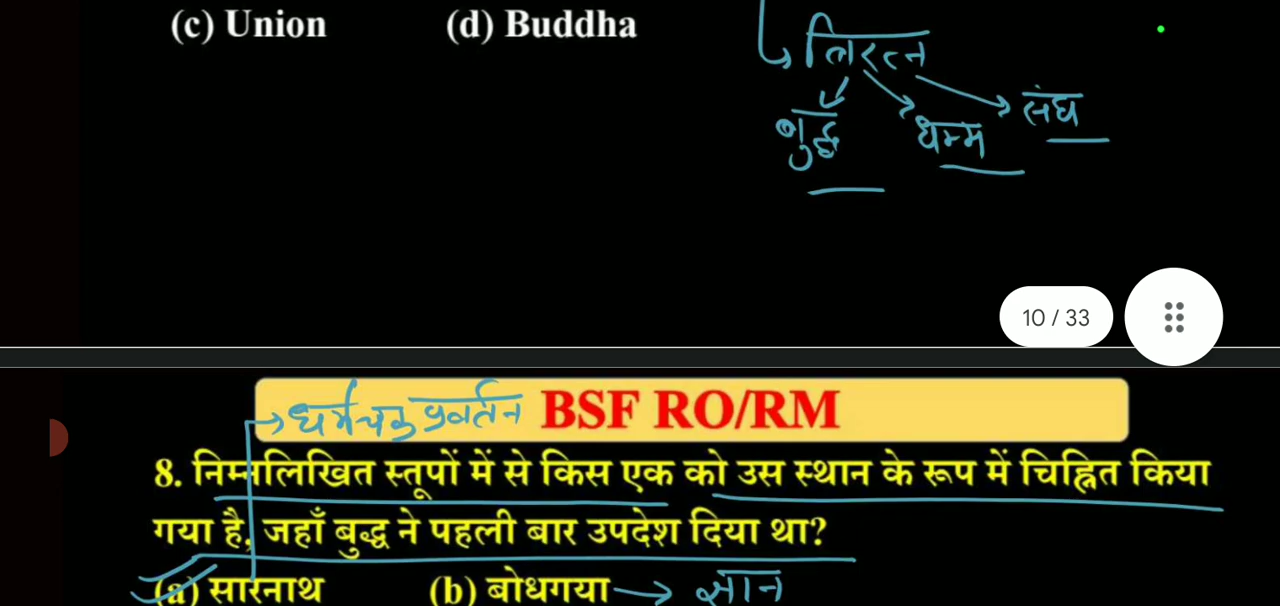 (c) Union (d) Buddha
त्रिरत्न
बुद्ध धम्म संघ
10 / 33
धर्मचक्र प्रवर्तन BSF RO/RM
8. निम्नलिखित स्तूपों में से किस एक को उस स्थान के रूप में चिह्नित किया
गया है, जहाँ बुद्ध ने पहली बार उपदेश दिया था?
(a) सारनाथ (b) बोधगया → ज्ञान